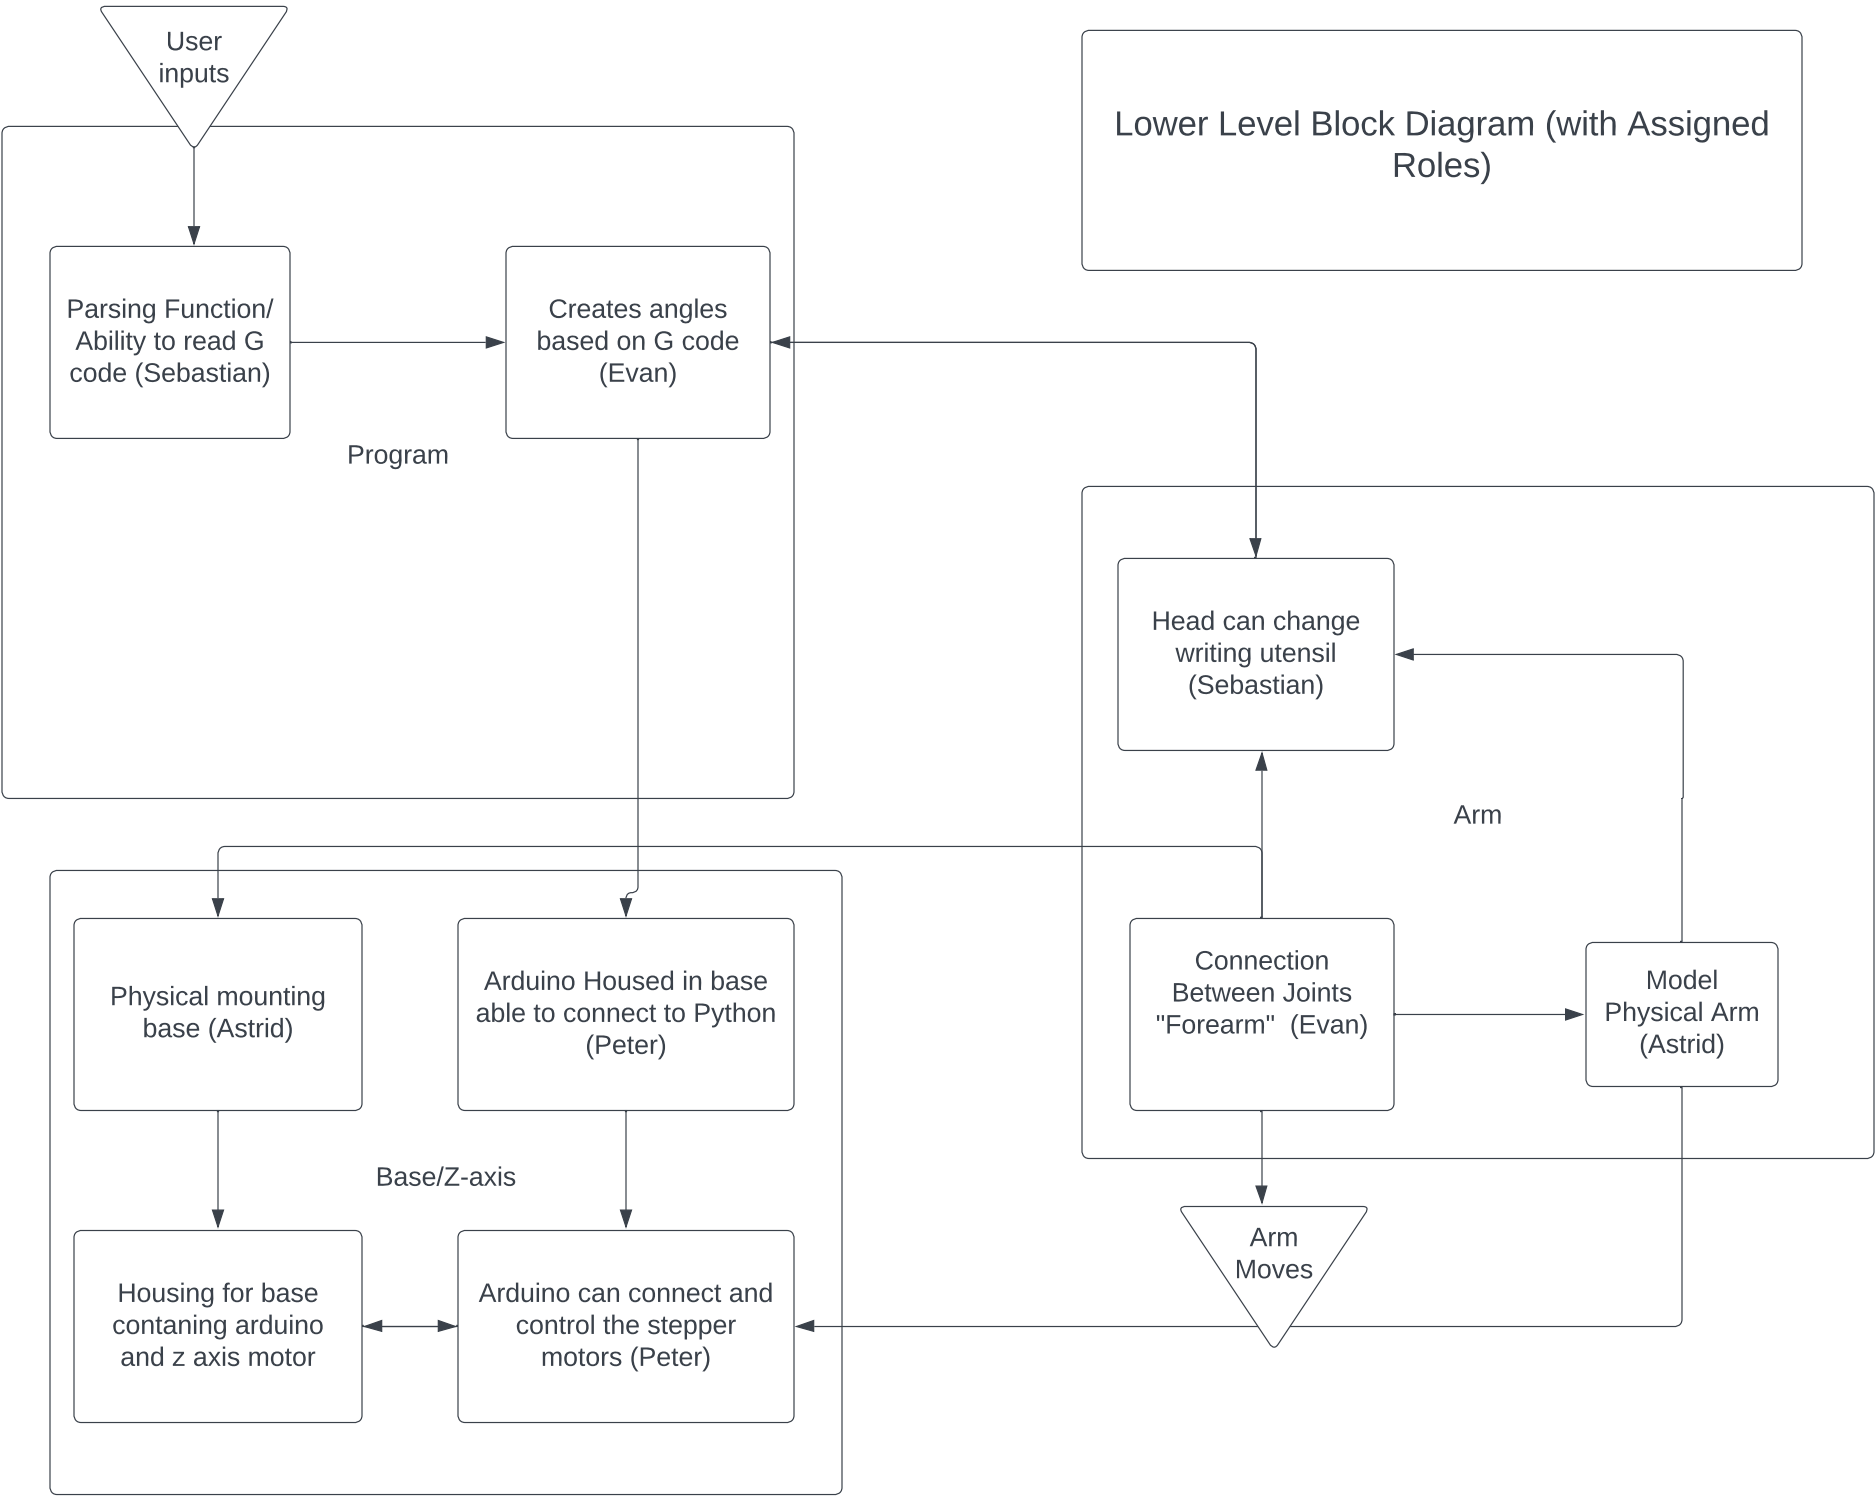 User
inputs
Lower Level Block Diagram (with Assigned
Roles)
Parsing Function/
Ability to read G
code (Sebastian)
Creates angles
based on G code
(Evan)
Program
Head can change
writing utensil
(Sebastian)
Arm
Physical mounting
base (Astrid)
Arduino Housed in base
able to connect to Python
(Peter)
Connection
Between Joints
"Forearm"  (Evan)
Model
Physical Arm
(Astrid)
Base/Z-axis
Arm
Moves
Housing for base
contaning arduino
and z axis motor
Arduino can connect and
control the stepper
motors (Peter)